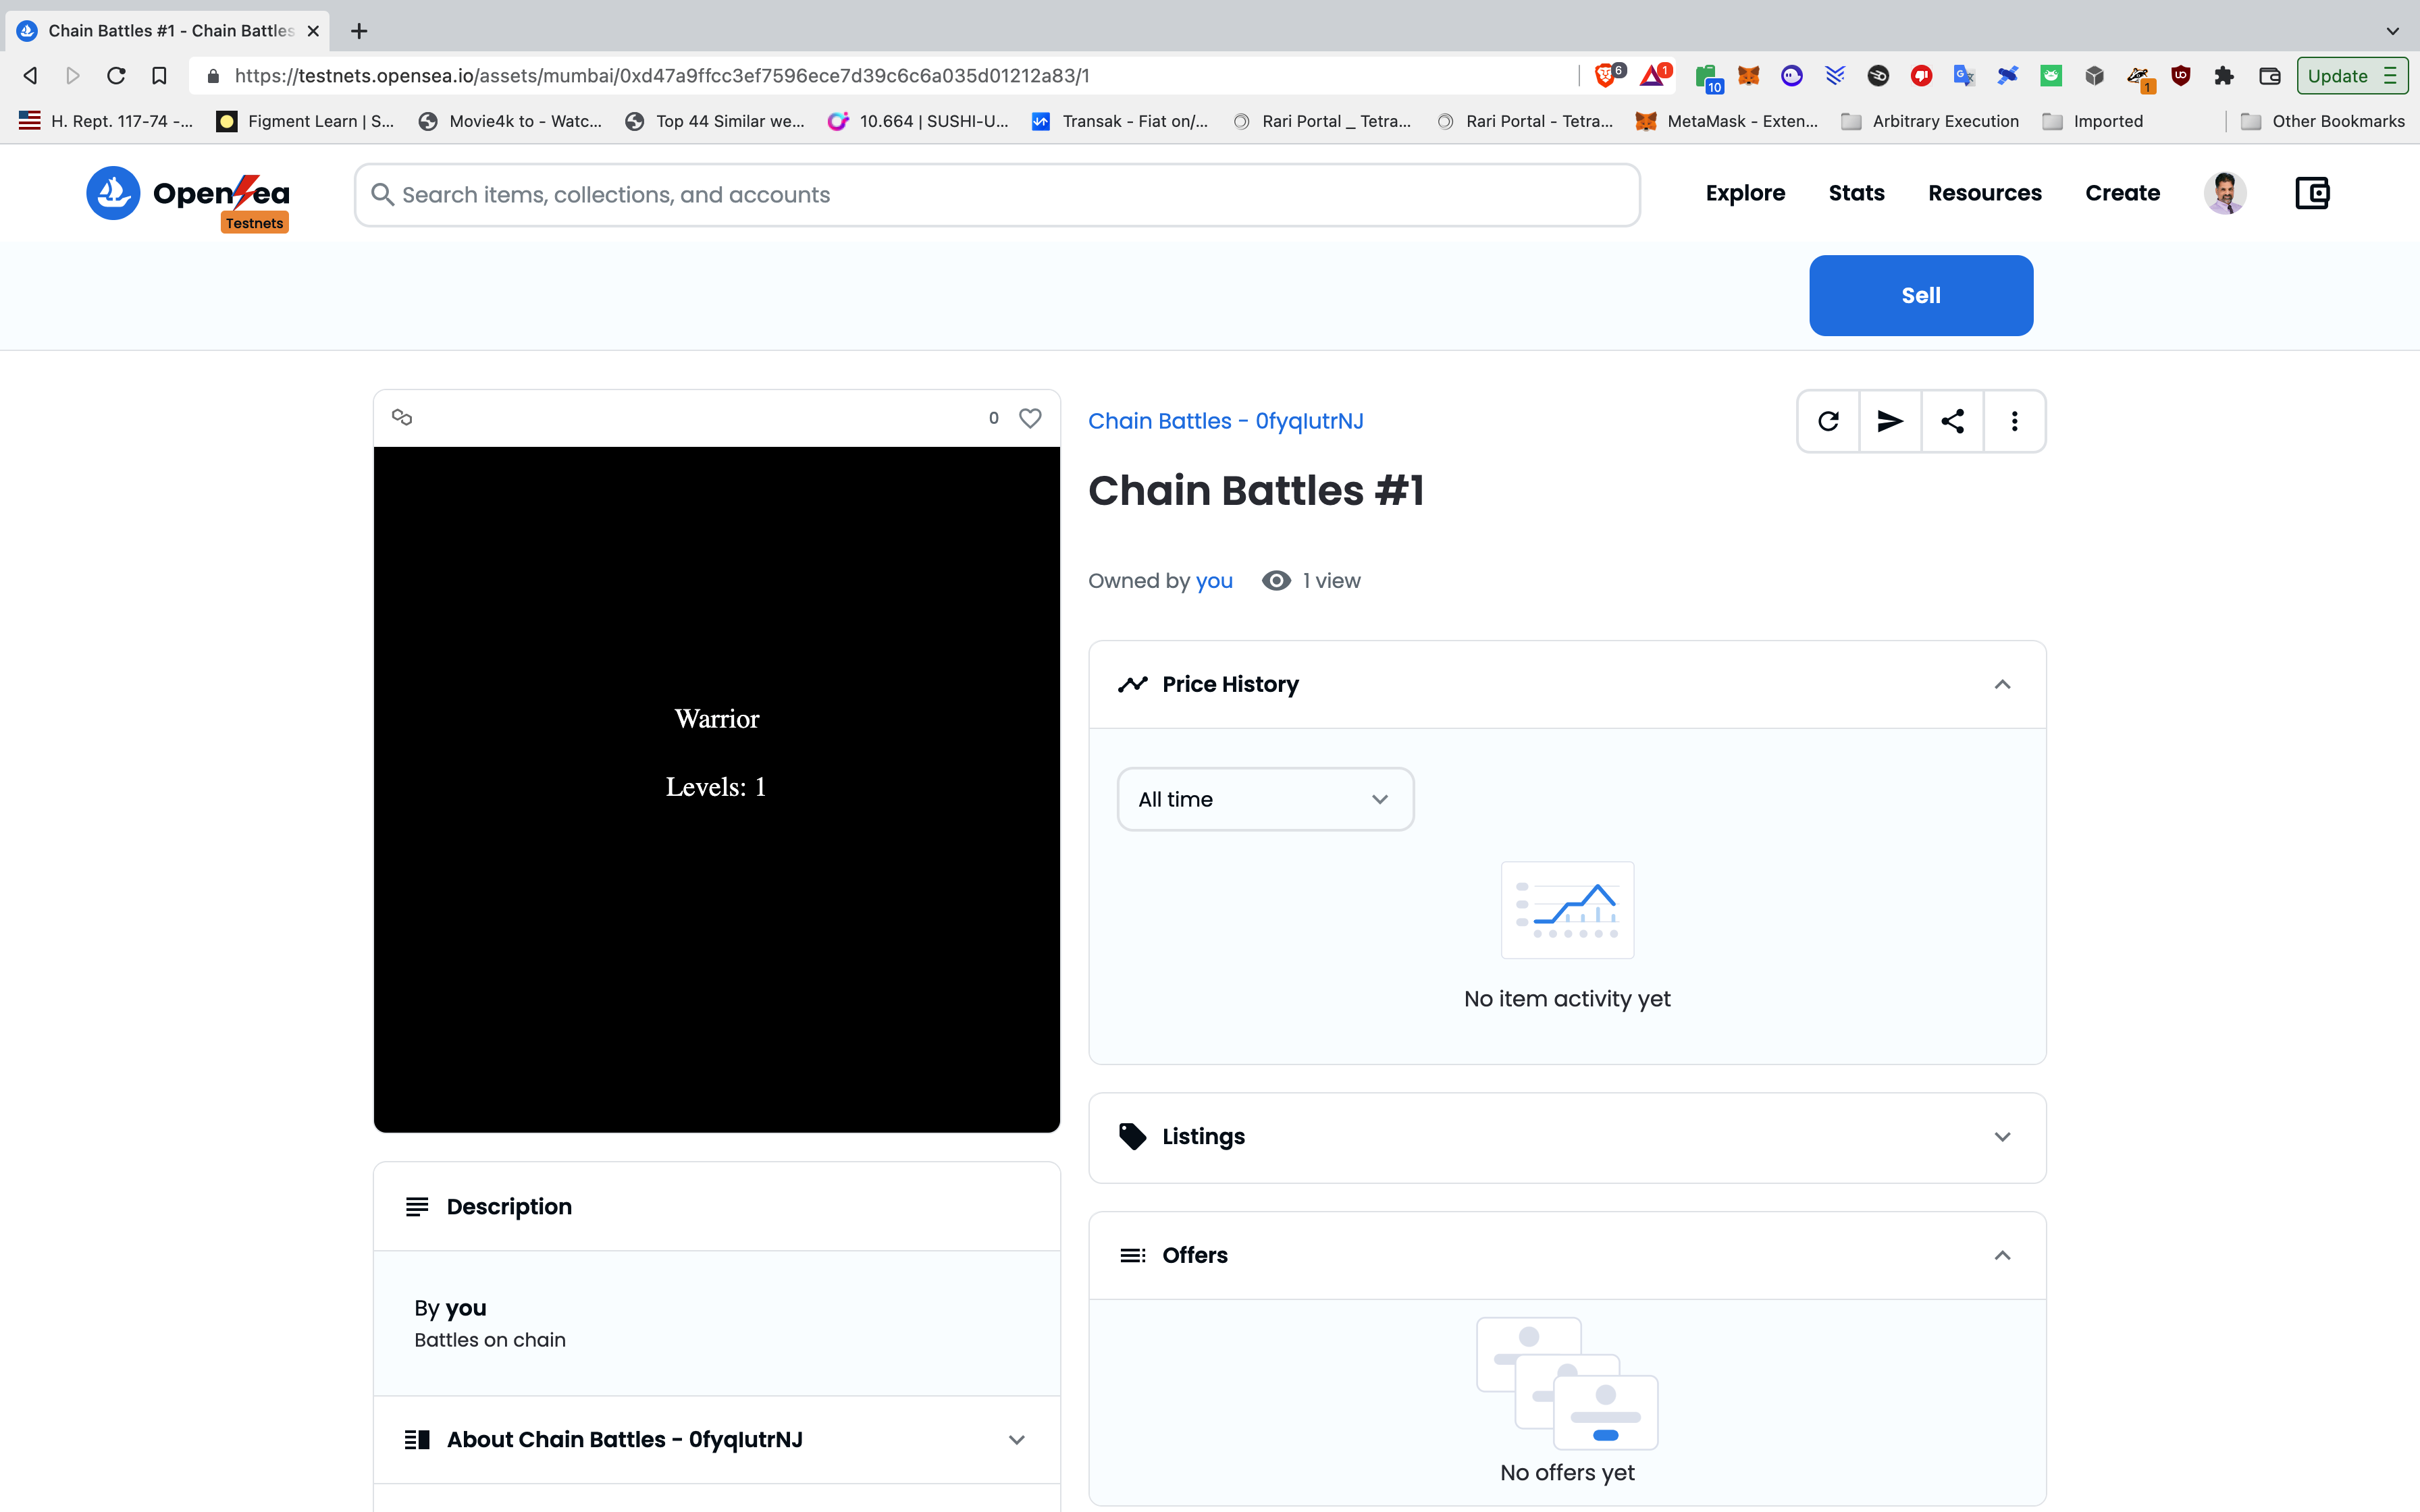 Chain Battles #1 - Chain Battles
https://testnets.opensea.io/assets/mumbai/0xd47a9ffcc3ef7596ece7d39c6c6a035d01212a83/1
6
1
10
1
Update
H. Rept. 117-74 -...
Figment Learn | S...
Movie4k to - Watc...
Top 44 Similar we...
10.664 | SUSHI-U...
Transak - Fiat on/...
Rari Portal _ Tetra...
Rari Portal - Tetra...
MetaMask - Exten...
Arbitrary Execution
Imported
Other Bookmarks
OpenSea
Testnets
Search items, collections, and accounts
Explore
Stats
Resources
Create
Sell
0
Warrior
Levels: 1
Description
By you
Battles on chain
About Chain Battles - 0fyqIutrNJ
Chain Battles - 0fyqIutrNJ
Chain Battles #1
Owned by you
1 view
Price History
All time
No item activity yet
Listings
Offers
No offers yet